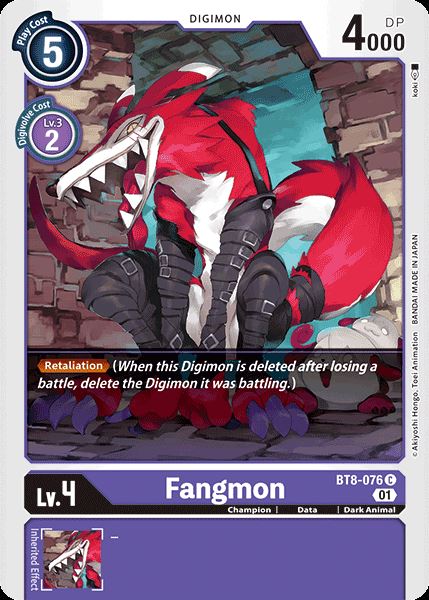 DIGIMON
Play Cost
5
DP
4000
Digivolve Cost
Lv.3
2
koki
© Akiyoshi Hongo, Toei Animation BANDAI MADE IN JAPAN
Retaliation (When this Digimon is deleted after losing a
battle, delete the Digimon it was battling.)
Lv.4
Fangmon
BT8-076 C
01
Champion | Data | Dark Animal
Inherited Effect
–